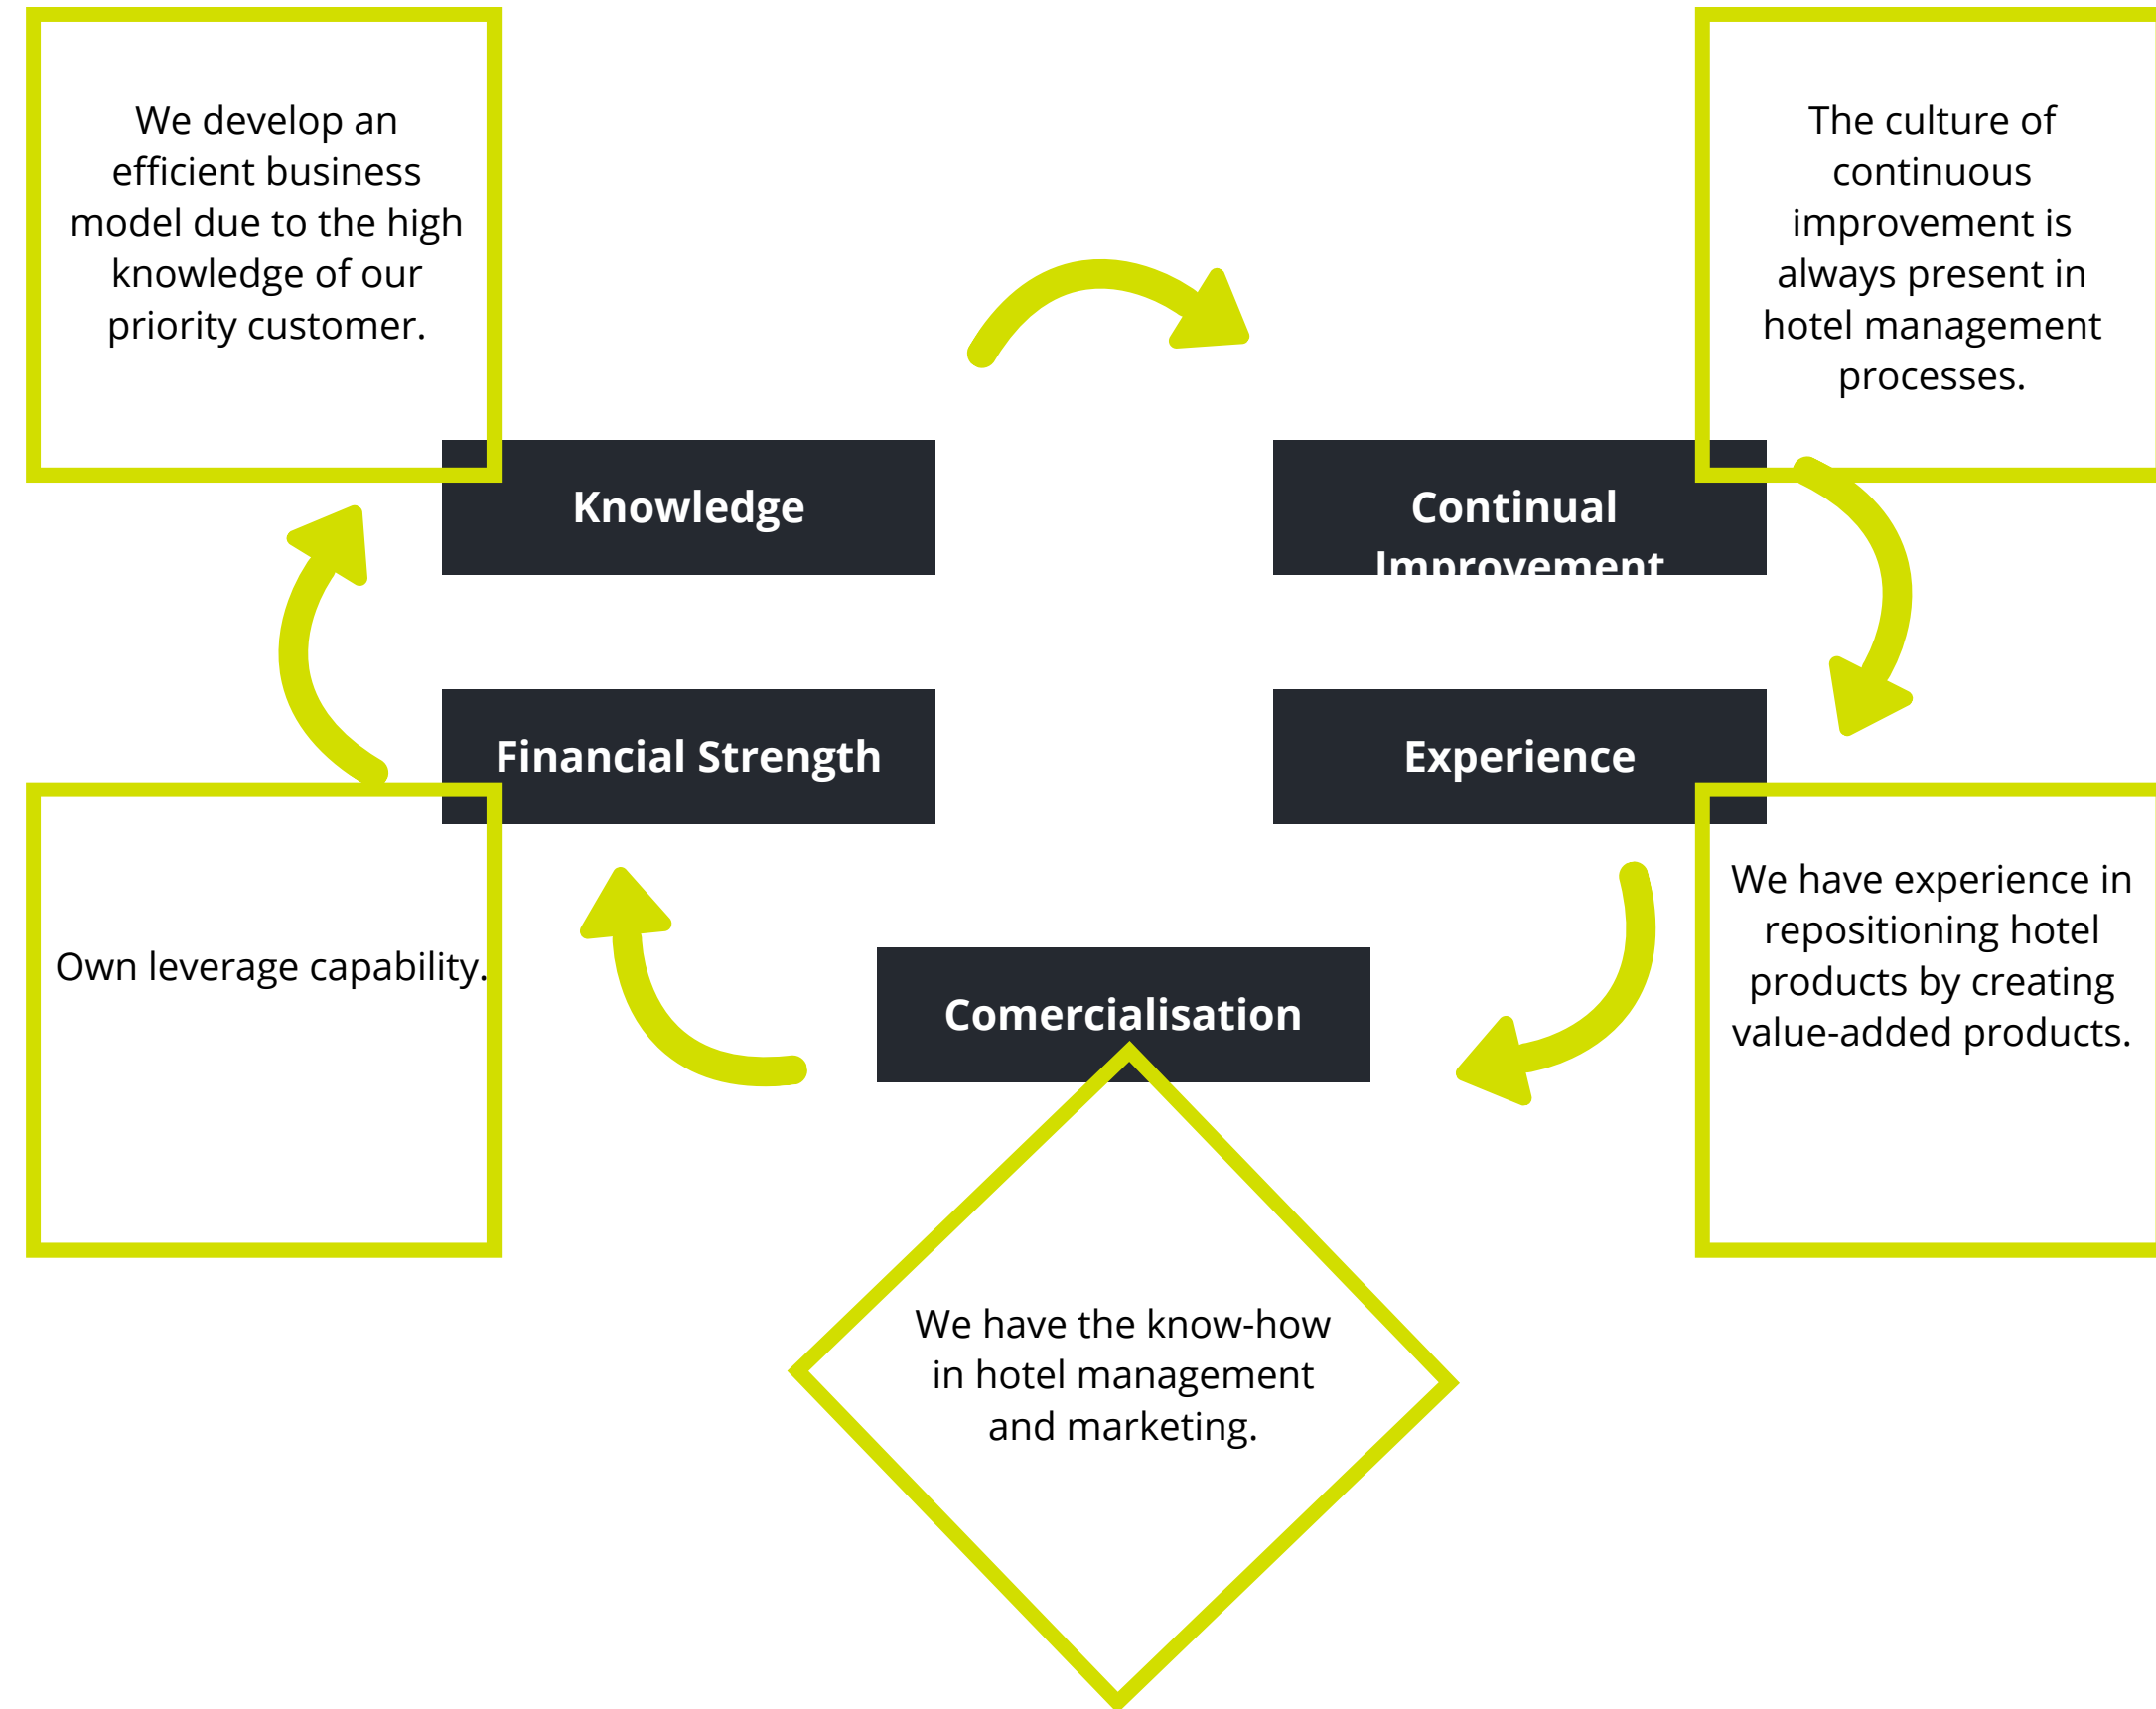 We develop an
efficient business
model due to the high
knowledge of our
priority customer.
The culture of
continuous
improvement is
always present in
hotel management
processes.
Knowledge
Continual
Improvement
Financial Strength
Experience
Own leverage capability.
We have experience in
repositioning hotel
products by creating
value-added products.
Comercialisation
We have the know-how
in hotel management
and marketing.